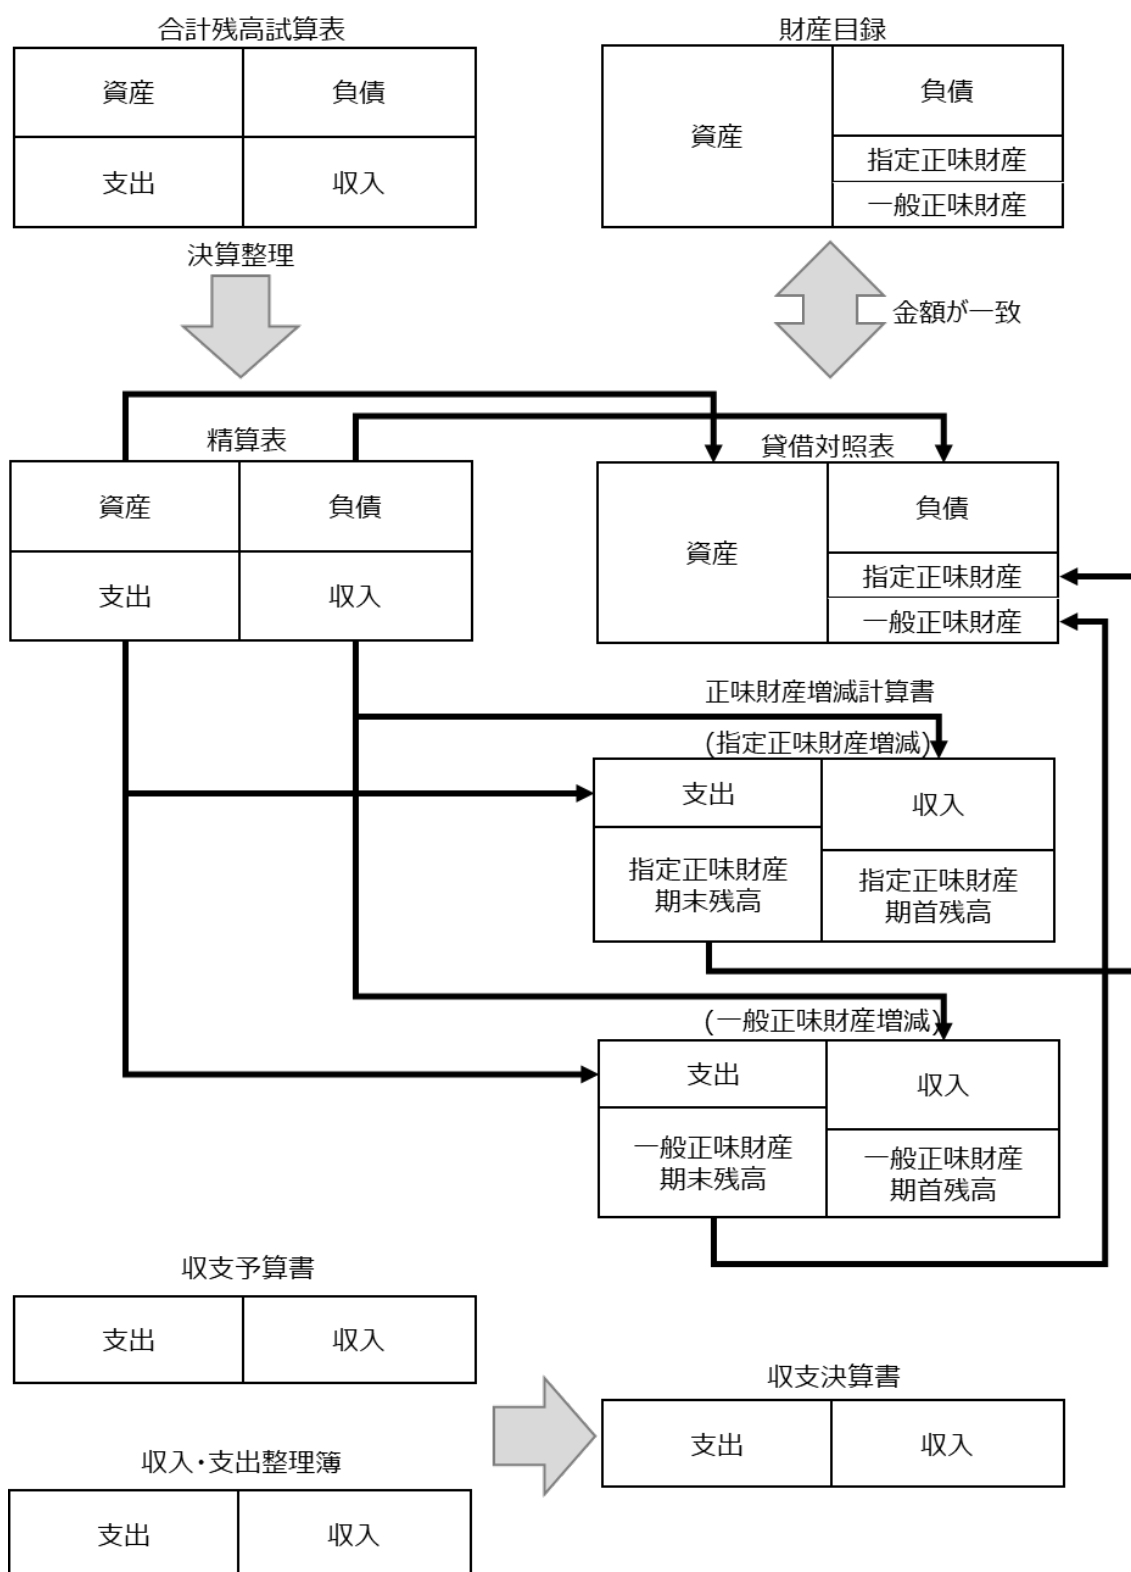 合計残高試算表
資産
負債
支出
収入
財産目録
資産
負債
指定正味財産
一般正味財産
決算整理
金額が一致
精算表
資産
負債
支出
収入
貸借対照表
資産
負債
指定正味財産
一般正味財産
正味財産増減計算書
(指定正味財産増減)
支出
収入
指定正味財産
期末残高
指定正味財産
期首残高
(一般正味財産増減)
支出
収入
一般正味財産
期末残高
一般正味財産
期首残高
収支予算書
支出
収入
収入・支出整理簿
支出
収入
収支決算書
支出
収入